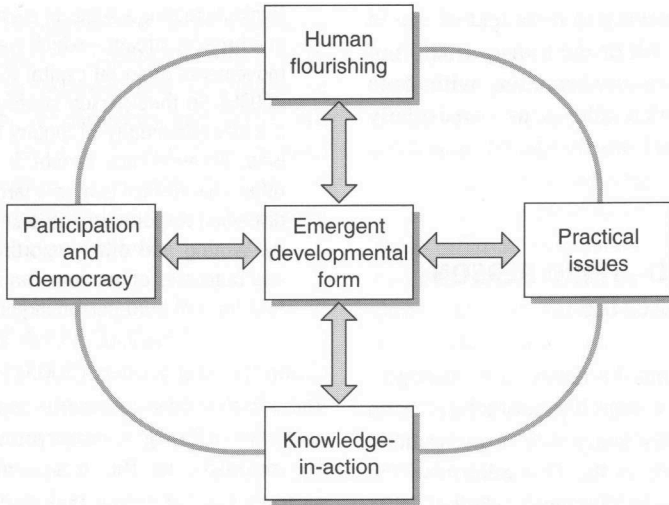 Human
flourishing
Participation
and
democracy
Emergent
developmental
form
Practical
issues
Knowledge-
in-action